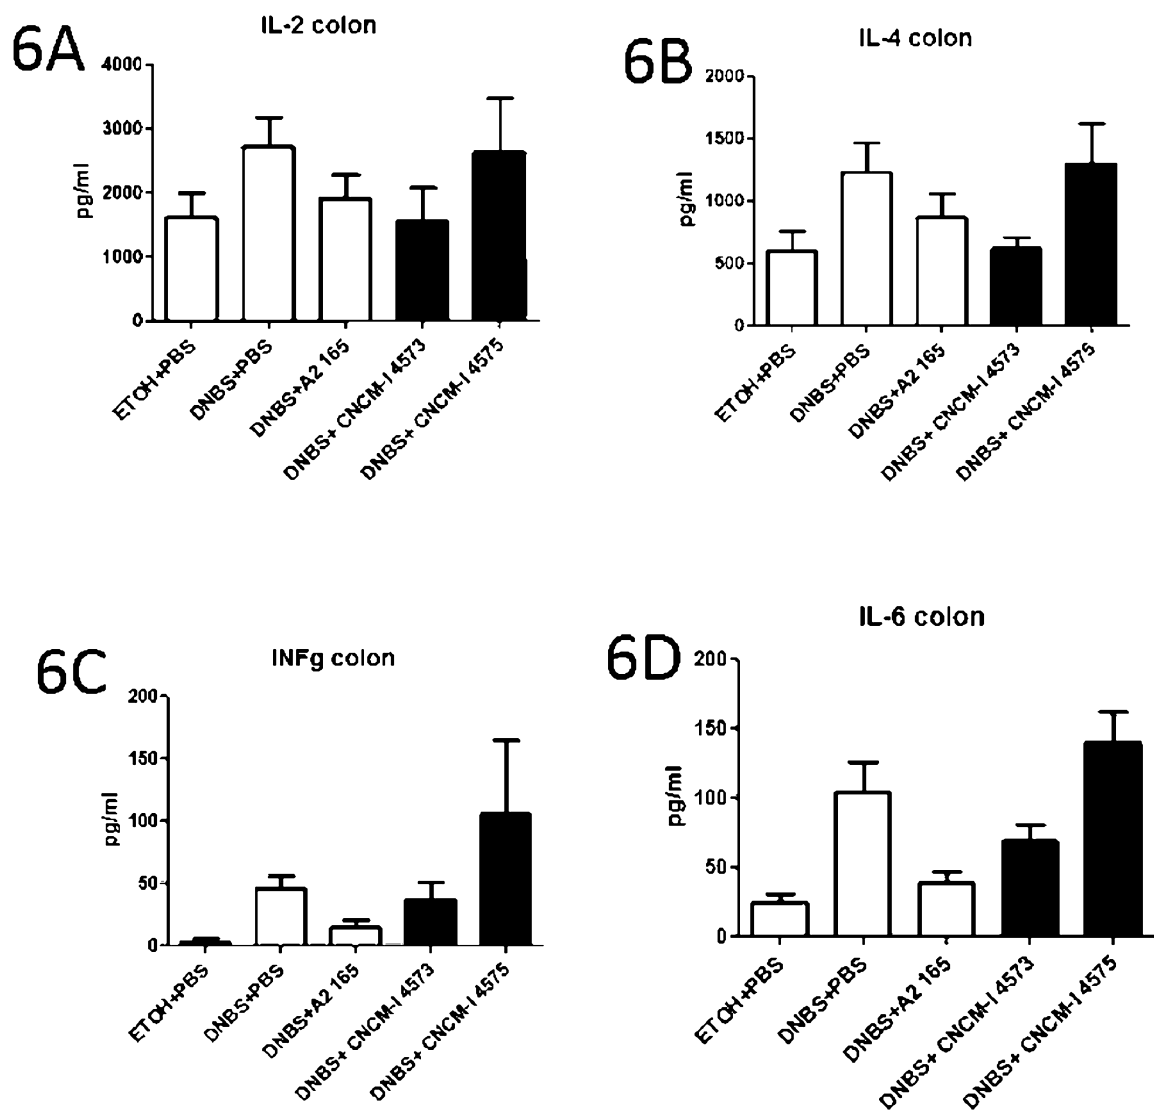 6A
IL-2 colon
4000
3000
2000
1000
0
pg/ml
ETOH+PBS
DNBS+PBS
DNBS+A2 165
DNBS+ CNCM-I 4573
DNBS+ CNCM-I 4575
6B
IL-4 colon
2000
1500
1000
500
0
pg/ml
ETOH+PBS
DNBS+PBS
DNBS+A2 165
DNBS+ CNCM-I 4573
DNBS+ CNCM-I 4575
6C
INFg colon
200
150
100
50
0
pg/ml
ETOH+PBS
DNBS+PBS
DNBS+A2 165
DNBS+ CNCM-I 4573
DNBS+ CNCM-I 4575
6D
IL-6 colon
200
150
100
50
0
pg/ml
ETOH+PBS
DNBS+PBS
DNBS+A2 165
DNBS+ CNCM-I 4573
DNBS+ CNCM-I 4575